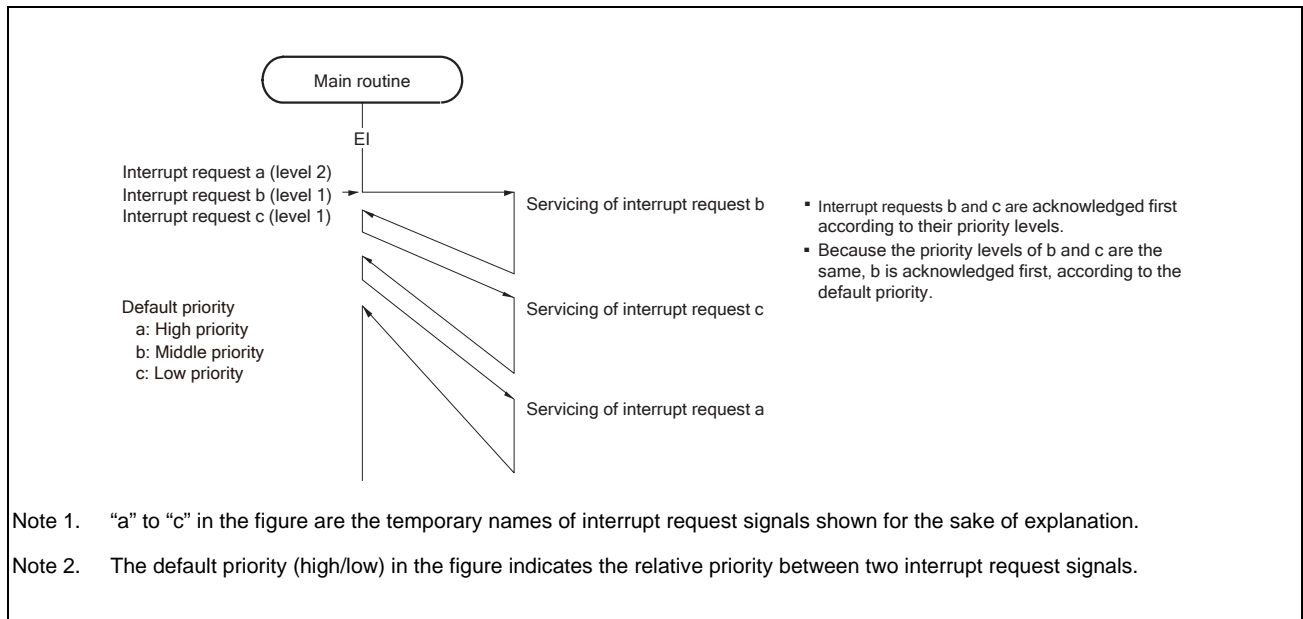 Main routine
EI
Interrupt request a (level 2)
Interrupt request b (level 1)
Interrupt request c (level 1)
Servicing of interrupt request b
▪ Interrupt requests b and c are acknowledged first
according to their priority levels.
▪ Because the priority levels of b and c are the
same, b is acknowledged first, according to the
default priority.
Default priority
a: High priority
b: Middle priority
c: Low priority
Servicing of interrupt request c
Servicing of interrupt request a
Note 1. “a” to “c” in the figure are the temporary names of interrupt request signals shown for the sake of explanation.
Note 2. The default priority (high/low) in the figure indicates the relative priority between two interrupt request signals.